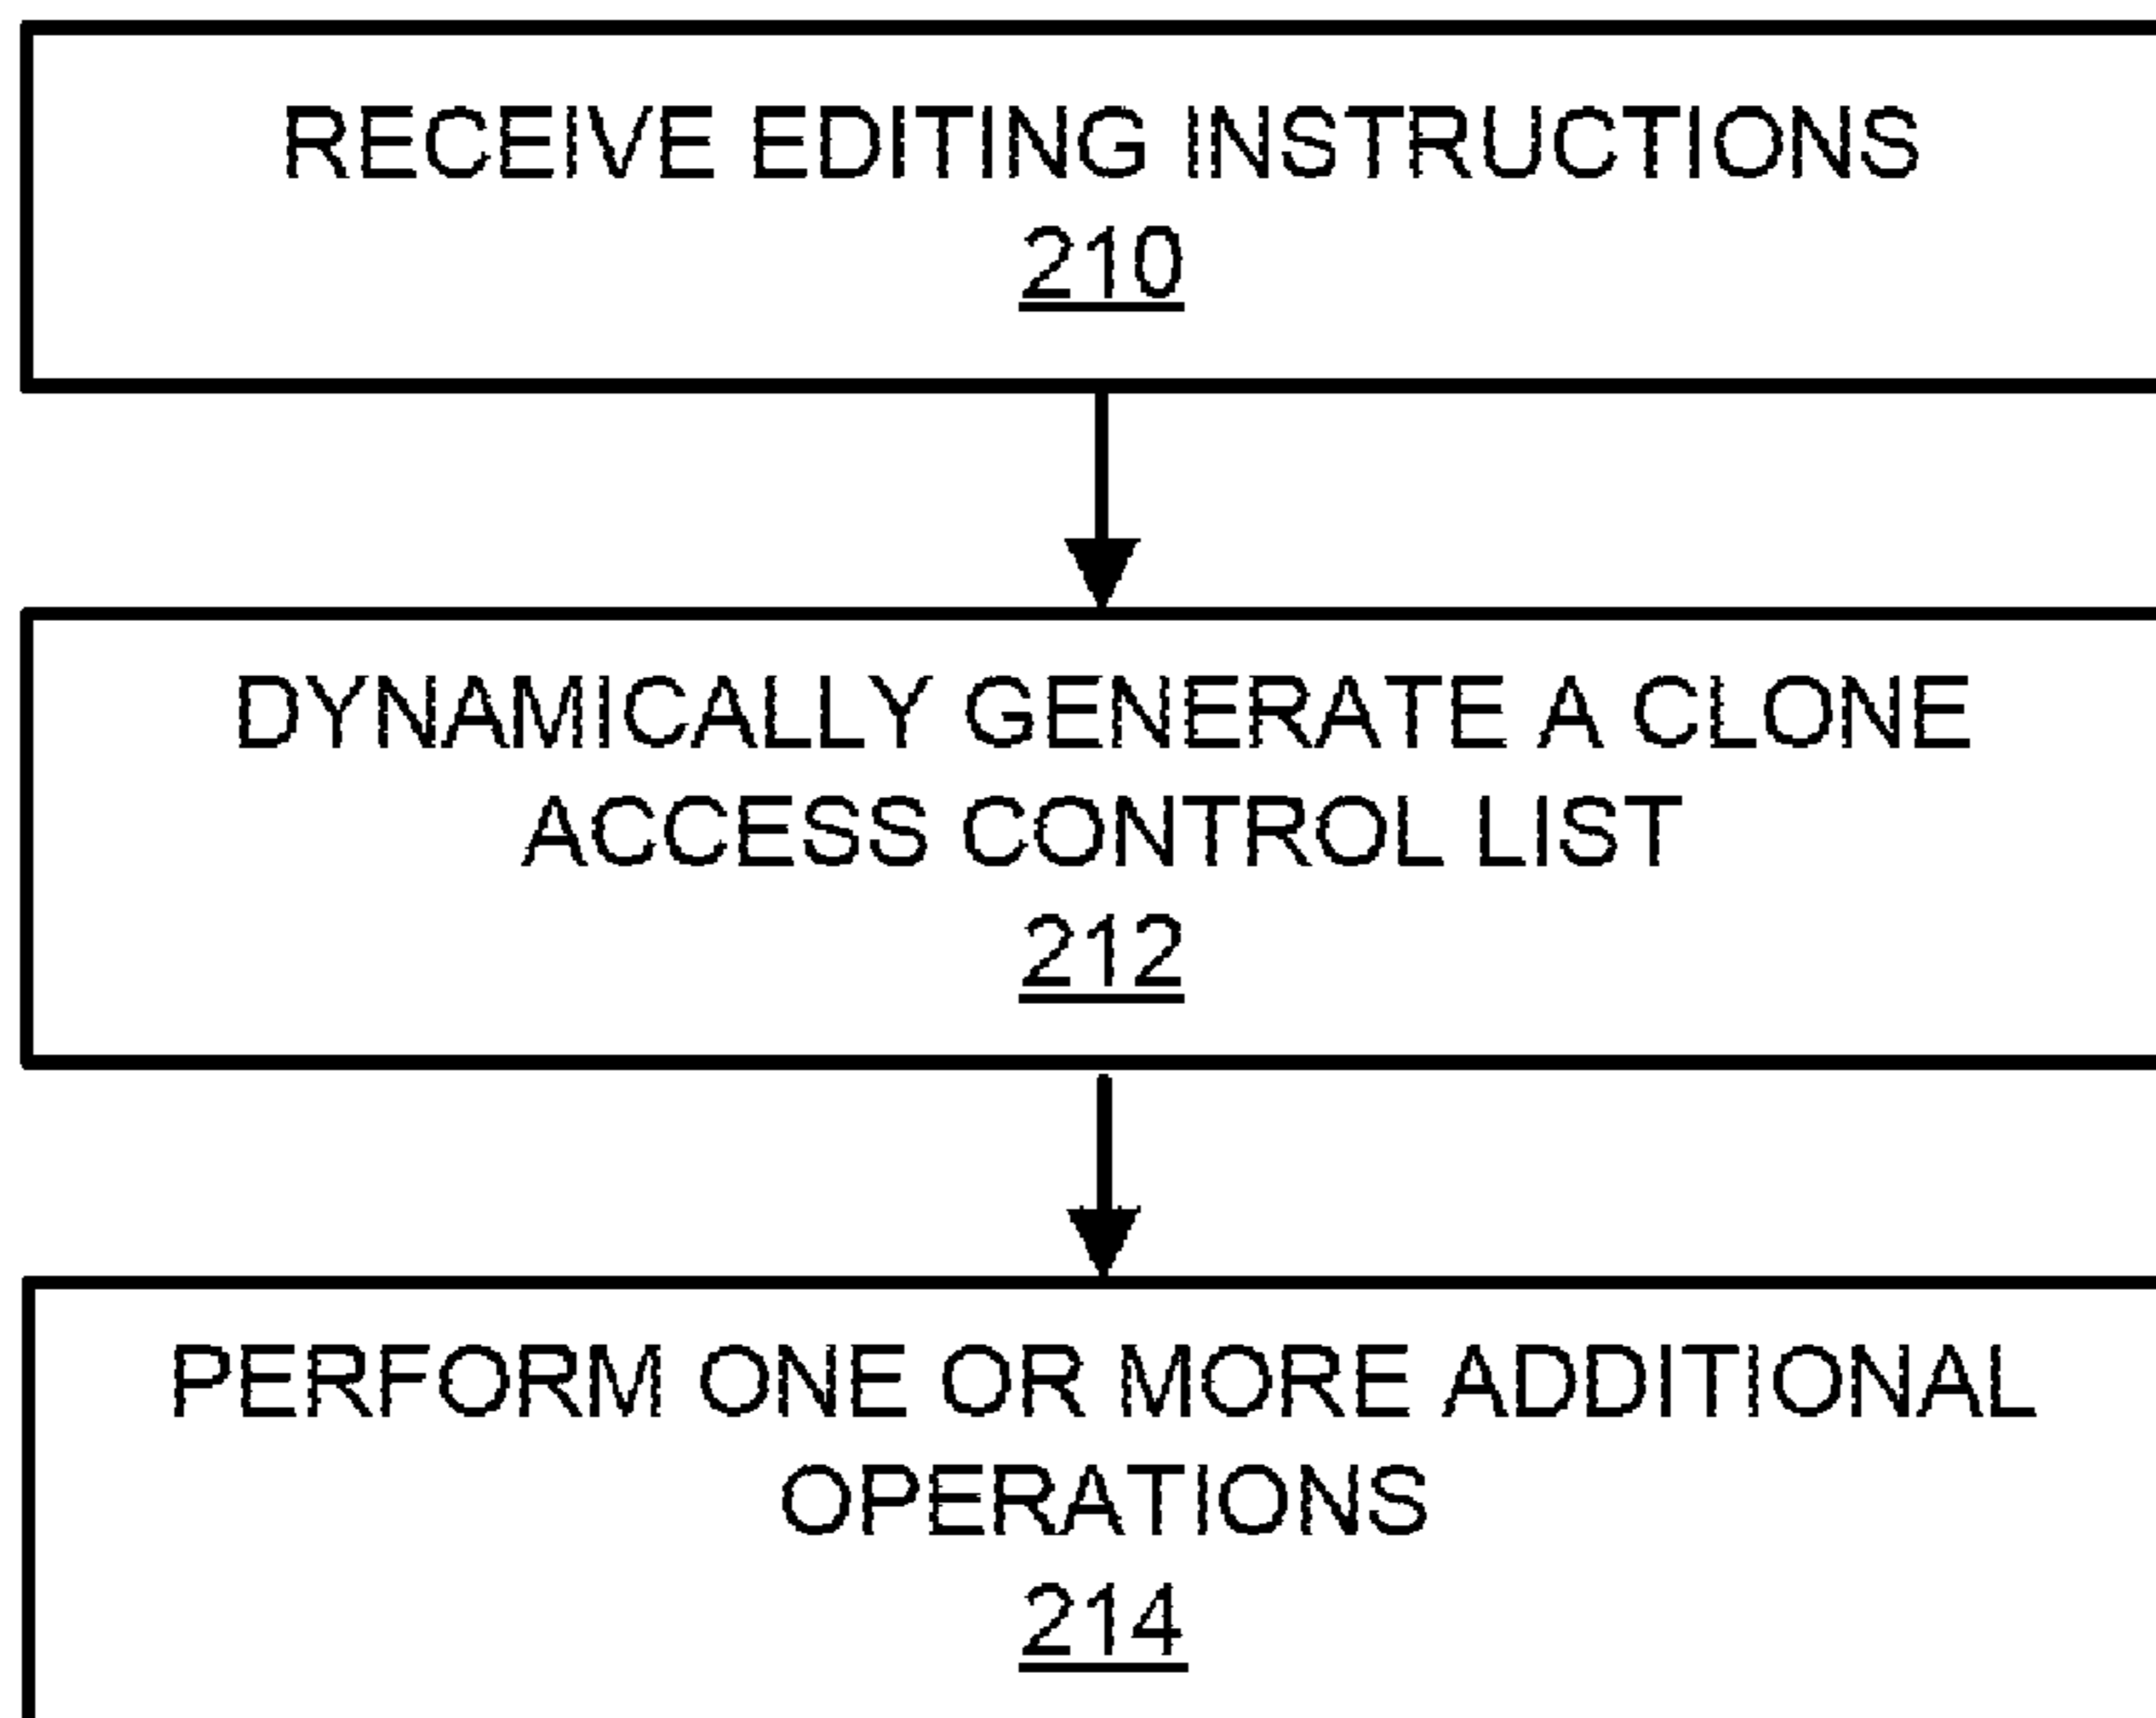 RECEIVE EDITING INSTRUCTIONS
210
DYNAMICALLY GENERATE A CLONE
ACCESS CONTROL LIST
212
PERFORM ONE OR MORE ADDITIONAL
OPERATIONS
214